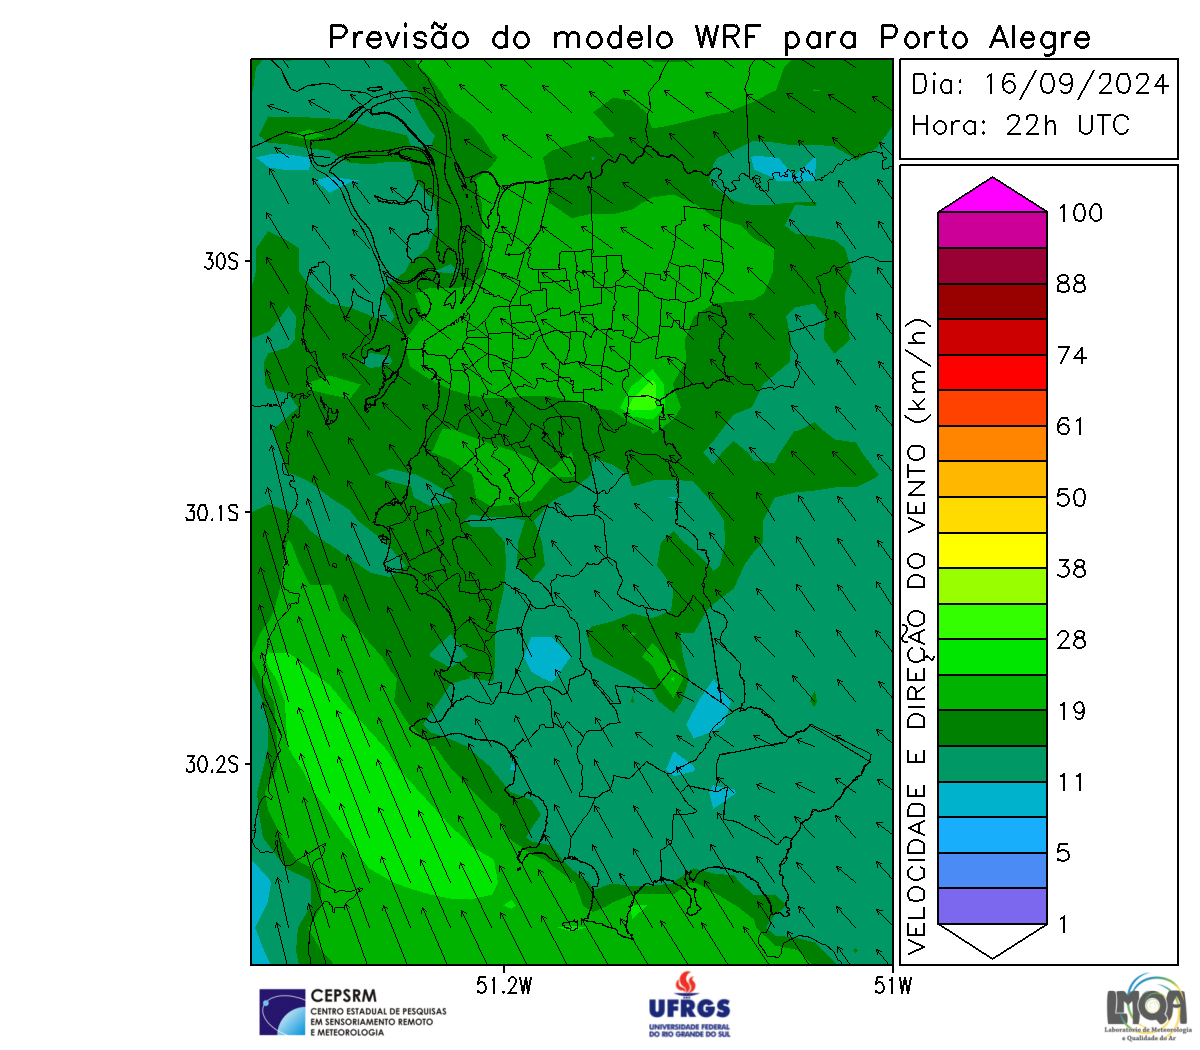 Previsão do modelo WRF para Porto Alegre
Dia: 16/09/2024
Hora: 22h UTC
30S
30.1S
30.2S
51.2W
51W
VELOCIDADE E DIREÇÃO DO VENTO (km/h)
100
88
74
61
50
38
28
19
11
5
1
CEPSRM
CENTRO ESTADUAL DE PESQUISAS
EM SENSORIAMENTO REMOTO
E METEOROLOGIA
UFRGS
UNIVERSIDADE FEDERAL
DO RIO GRANDE DO SUL
LMQA
Laboratório de Meteorologia
e Qualidade do Ar